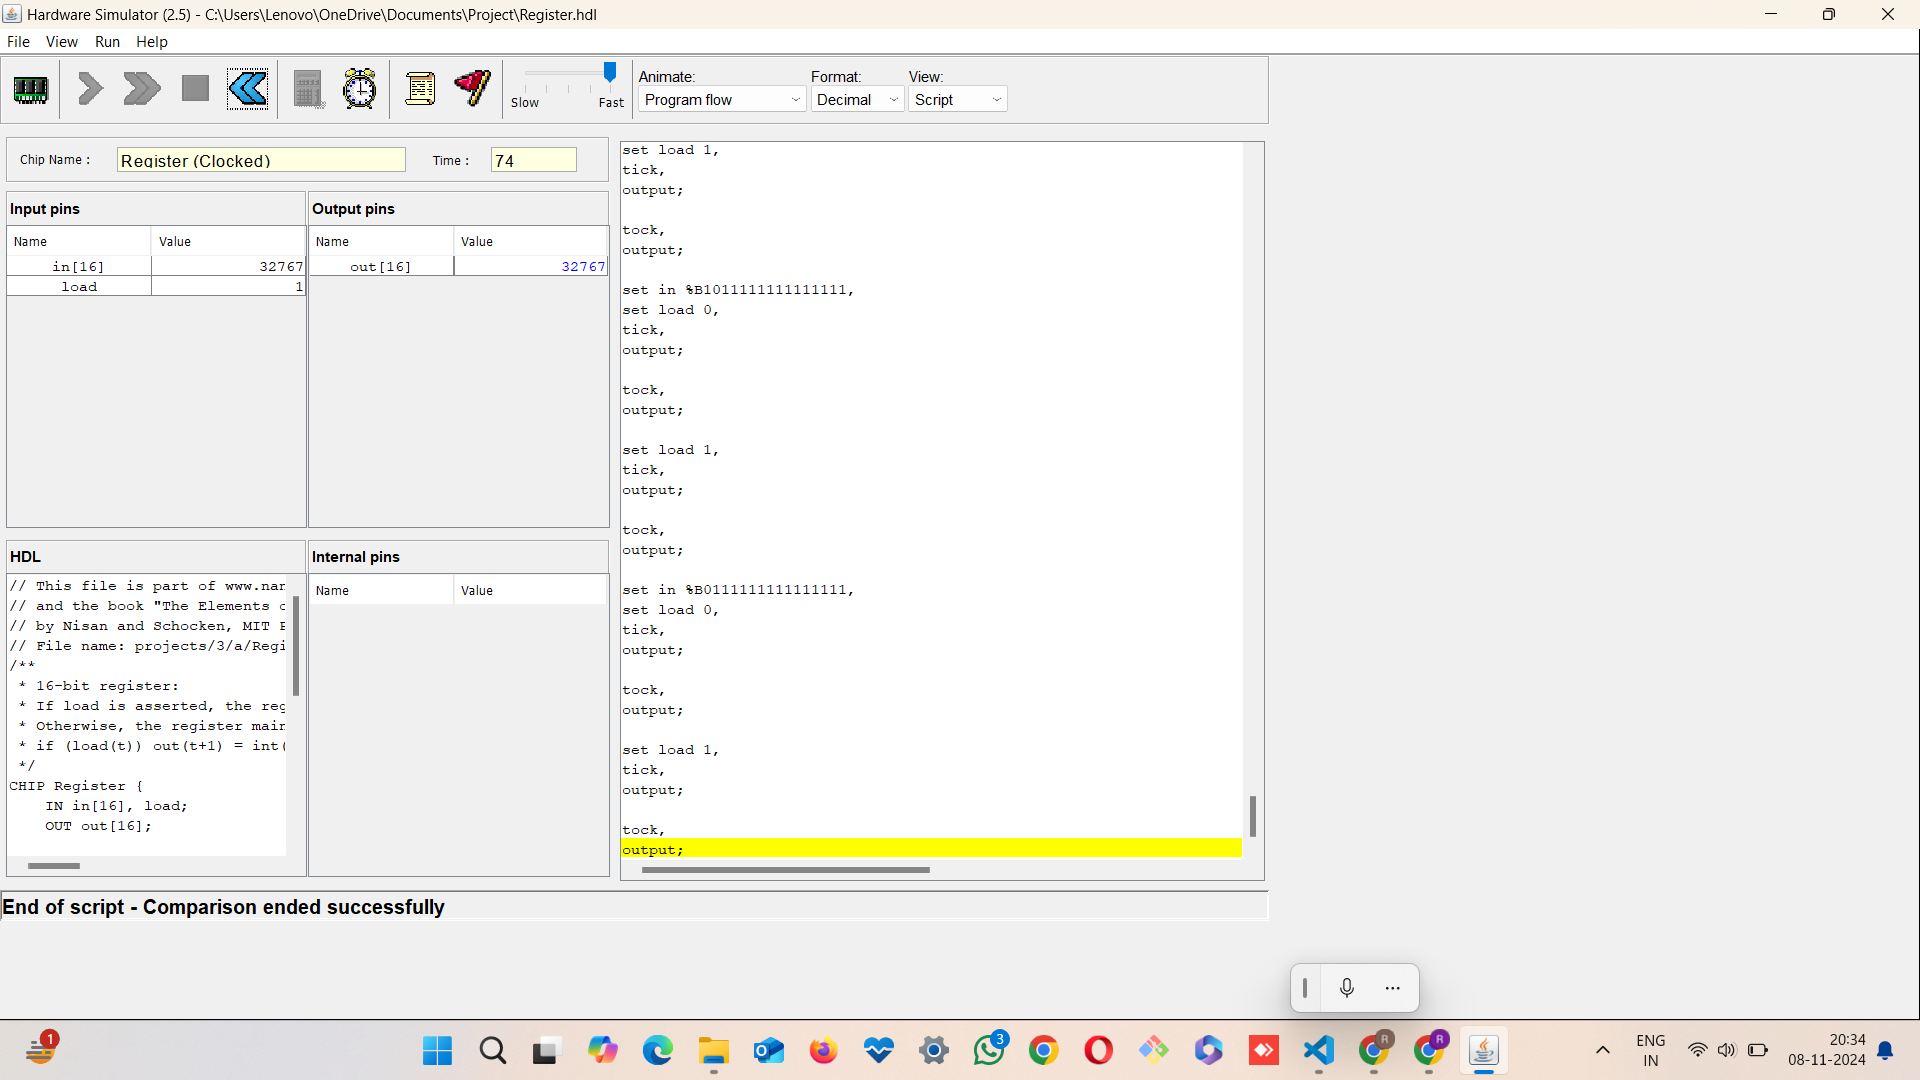 Hardware Simulator (2.5) - C:\Users\Lenovo\OneDrive\Documents\Project\Register.hdl
File View Run Help
Slow Fast
Animate: Format: View:
Program flow Decimal Script
Chip Name : Register (Clocked) Time : 74
Input pins
Name Value
in[16] 32767
load 1
Output pins
Name Value
out[16] 32767
HDL
// This file is part of www.nan
// and the book "The Elements o
// by Nisan and Schocken, MIT P
// File name: projects/3/a/Regi
/**
* 16-bit register:
* If load is asserted, the reg
* Otherwise, the register main
* if (load(t)) out(t+1) = int(
*/
CHIP Register {
IN in[16], load;
OUT out[16];
Internal pins
Name Value
set load 1,
tick,
output;
tock,
output;
set in %B1011111111111111,
set load 0,
tick,
output;
tock,
output;
set load 1,
tick,
output;
tock,
output;
set in %B0111111111111111,
set load 0,
tick,
output;
tock,
output;
set load 1,
tick,
output;
tock,
output;
End of script - Comparison ended successfully
1
3
R
R
ENG
IN
20:34
08-11-2024